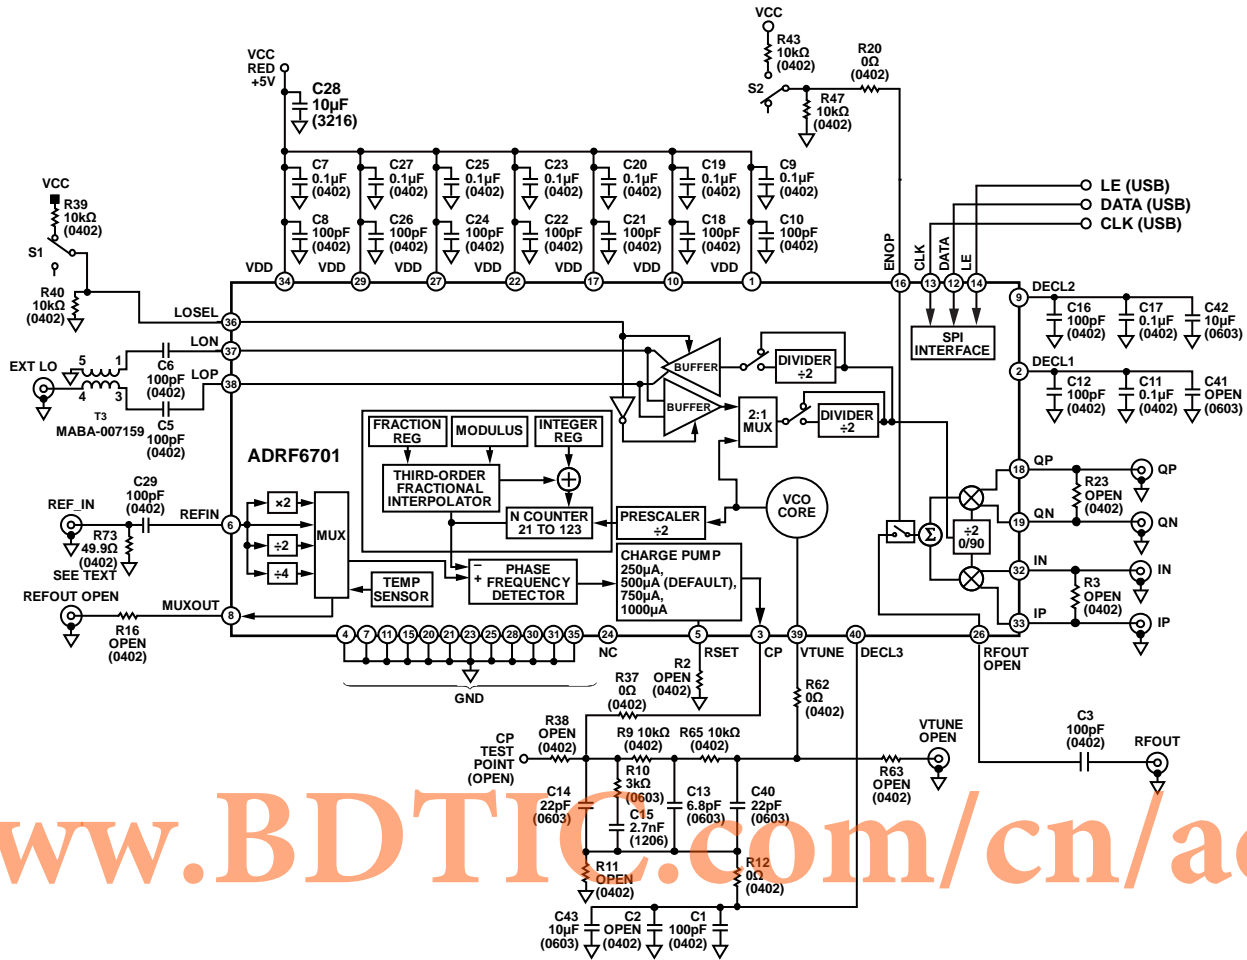 VCC
RED
+5V
C28
10µF
(3216)
VCC
R43
10kΩ
(0402)
S2
R47
10kΩ
(0402)
R20
0Ω
(0402)
C7
0.1µF
(0402)
C27
0.1µF
(0402)
C25
0.1µF
(0402)
C23
0.1µF
(0402)
C20
0.1µF
(0402)
C19
0.1µF
(0402)
C9
0.1µF
(0402)
C8
100pF
(0402)
C26
100pF
(0402)
C24
100pF
(0402)
C22
100pF
(0402)
C21
100pF
(0402)
C18
100pF
(0402)
C10
100pF
(0402)
VCC
R39
10kΩ
(0402)
S1
R40
10kΩ
(0402)
LE (USB)
DATA (USB)
CLK (USB)
VDD
34
VDD
29
VDD
27
VDD
22
VDD
17
VDD
10
VDD
1
ENOP
16
CLK
13
DATA
12
LE
14
SPI
INTERFACE
9
DECL2
C16
100pF
(0402)
C17
0.1µF
(0402)
C42
10µF
(0603)
2
DECL1
C12
100pF
(0402)
C11
0.1µF
(0402)
C41
OPEN
(0603)
LOSEL
36
LON
37
LOP
38
EXT LO
5
1
4
3
T3
MABA-007159
C6
100pF
(0402)
C5
100pF
(0402)
BUFFER
BUFFER
DIVIDER
÷2
2:1
MUX
DIVIDER
÷2
ADRF6701
FRACTION
REG
MODULUS
INTEGER
REG
THIRD-ORDER
FRACTIONAL
INTERPOLATOR
+
N COUNTER
21 TO 123
PRESCALER
÷2
VCO
CORE
REF_IN
C29
100pF
(0402)
R73
49.9Ω
(0402)
SEE TEXT
REFIN
6
×2
÷2
÷4
MUX
TEMP
SENSOR
−
+
PHASE
FREQUENCY
DETECTOR
CHARGE PUMP
250µA,
500µA (DEFAULT),
750µA,
1000µA
Σ
÷2
0/90
18
QP
R23
OPEN
(0402)
QP
19
QN
QN
32
IN
R3
OPEN
(0402)
IN
33
IP
IP
REFOUT OPEN
R16
OPEN
(0402)
MUXOUT
8
4
7
11
15
20
21
23
25
28
30
31
35
24
NC
GND
5
RSET
3
CP
39
VTUNE
40
DECL3
26
RFOUT
OPEN
R2
OPEN
(0402)
R37
0Ω
(0402)
R62
0Ω
(0402)
R38
OPEN
(0402)
CP
TEST
POINT
(OPEN)
R9 10kΩ
(0402)
R65 10kΩ
(0402)
R10
3kΩ
(0603)
C14
22pF
(0603)
C15
2.7nF
(1206)
C13
6.8pF
(0603)
C40
22pF
(0603)
R63
OPEN
(0402)
VTUNE
OPEN
C3
100pF
(0402)
RFOUT
R11
OPEN
(0402)
R12
0Ω
(0402)
C43
10µF
(0603)
C2
OPEN
(0402)
C1
100pF
(0402)
ww.BDTIC.com/cn/a